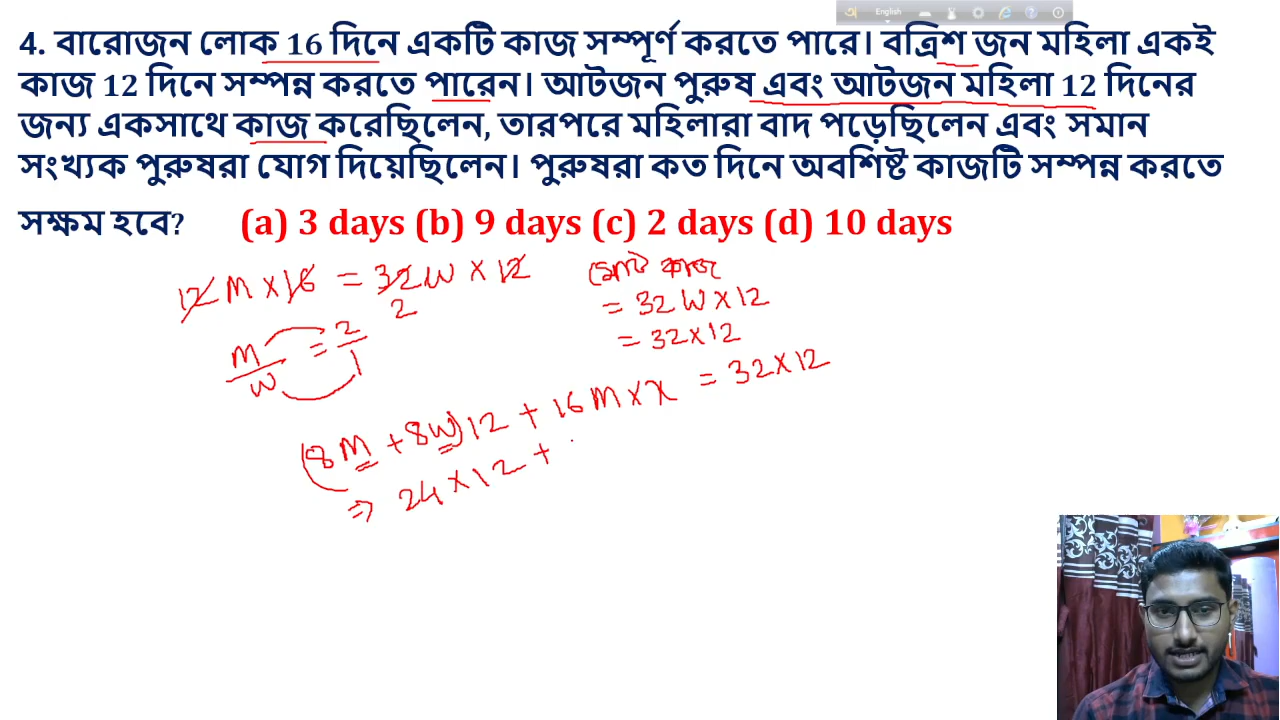 English
4. বারোজন লোক 16 দিনে একটি কাজ সম্পূর্ণ করতে পারে। বত্রিশ জন মহিলা একই
কাজ 12 দিনে সম্পন্ন করতে পারেন। আটজন পুরুষ এবং আটজন মহিলা 12 দিনের
জন্য একসাথে কাজ করেছিলেন, তারপরে মহিলারা বাদ পড়েছিলেন এবং সমান
সংখ্যক পুরুষরা যোগ দিয়েছিলেন। পুরুষরা কত দিনে অবশিষ্ট কাজটি সম্পন্ন করতে
সক্ষম হবে? (a) 3 days (b) 9 days (c) 2 days (d) 10 days
12 M × 16 = 32 W × 12
2
M/W = 2/1
মোট কাজ
= 32 W × 12
= 32 × 12
(8M + 8W)12 + 16M × x = 32 × 12
⇒ 24 × 12 +